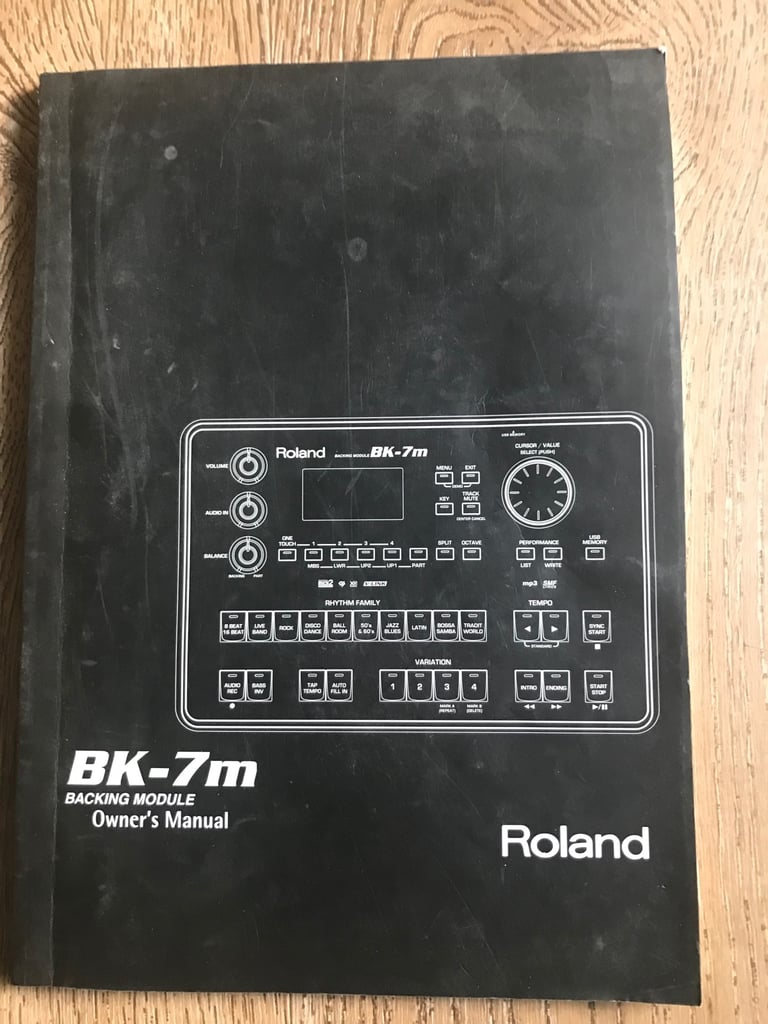 USB MEMORY
Roland BACKING MODULE BK-7m
CURSOR / VALUE
SELECT (PUSH)
VOLUME
MENU EXIT
DEMO
KEY TRACK MUTE
CENTER CANCEL
AUDIO IN
ONE TOUCH 1 2 3 4
SPLIT OCTAVE
PERFORMANCE
USB MEMORY
BALANCE
BACKING PART
MBS LWR UP2 UP1 PART
LIST WRITE
V-LINK
mp3 SMF
RHYTHM FAMILY
TEMPO
8 BEAT 16 BEAT
LIVE BAND
ROCK
DISCO DANCE
BALL ROOM
50's & 60's
JAZZ BLUES
LATIN
BOSSA SAMBA
TRADIT WORLD
SYNC START
STANDARD
VARIATION
AUDIO REC
BASS INV
TAP TEMPO
AUTO FILL IN
1 2 3 4
INTRO
ENDING
START STOP
MARK A (REPEAT)
MARK B (DELETE)
BK-7m
BACKING MODULE
Owner's Manual
Roland